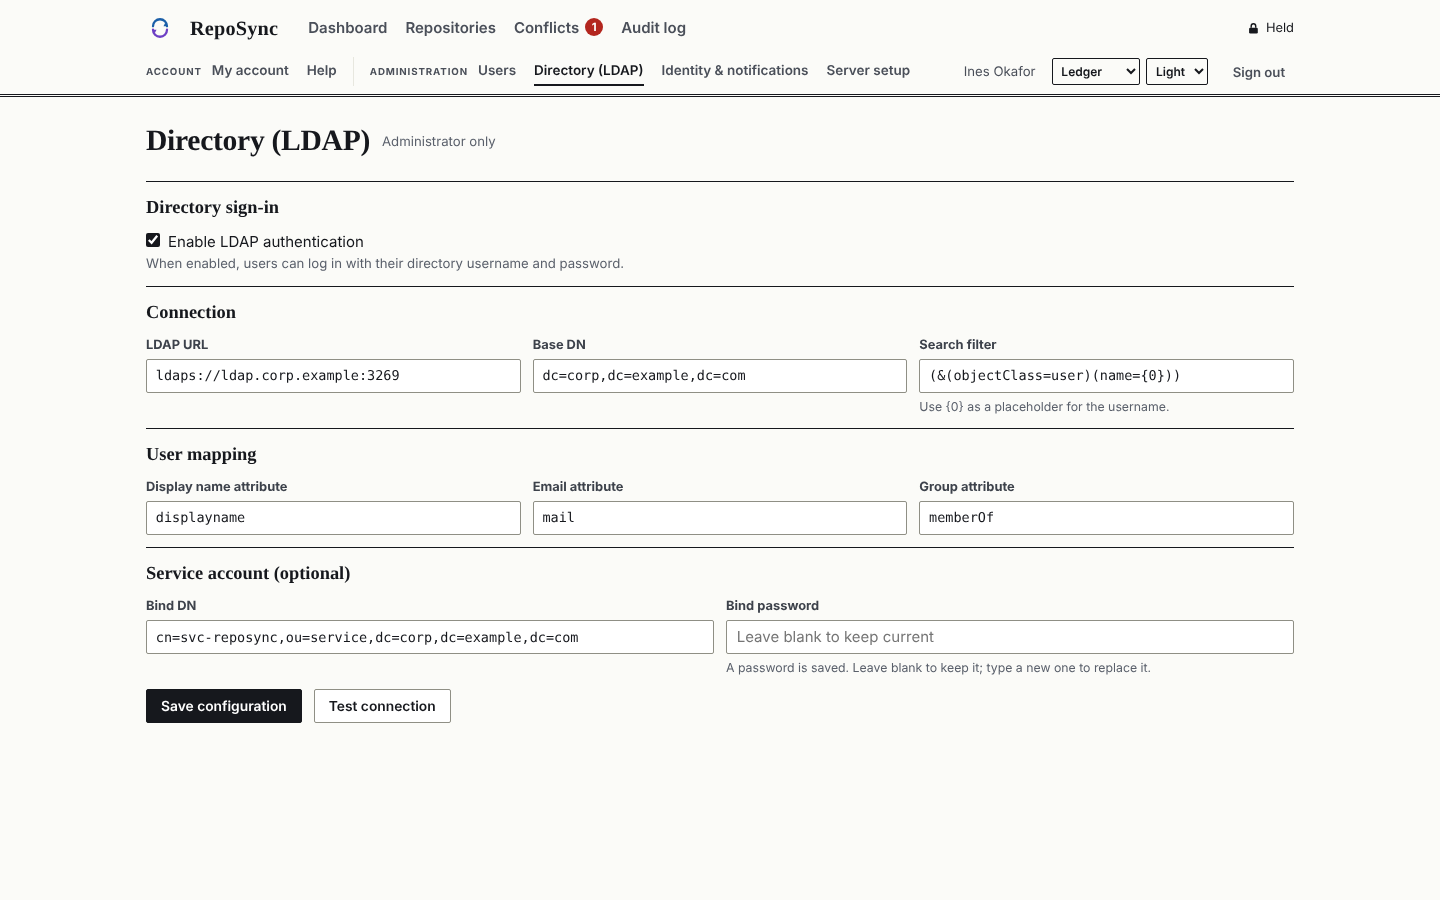 RepoSync Dashboard Repositories Conflicts 1 Audit log Held
ACCOUNT My account Help ADMINISTRATION Users Directory (LDAP) Identity & notifications Server setup Ines Okafor Ledger Light Sign out
Directory (LDAP) Administrator only
Directory sign-in
Enable LDAP authentication
When enabled, users can log in with their directory username and password.
Connection
LDAP URL Base DN Search filter
ldaps://ldap.corp.example:3269 dc=corp,dc=example,dc=com (&(objectClass=user)(name={0}))
Use {0} as a placeholder for the username.
User mapping
Display name attribute Email attribute Group attribute
displayname mail memberOf
Service account (optional)
Bind DN Bind password
cn=svc-reposync,ou=service,dc=corp,dc=example,dc=com Leave blank to keep current
A password is saved. Leave blank to keep it; type a new one to replace it.
Save configuration Test connection